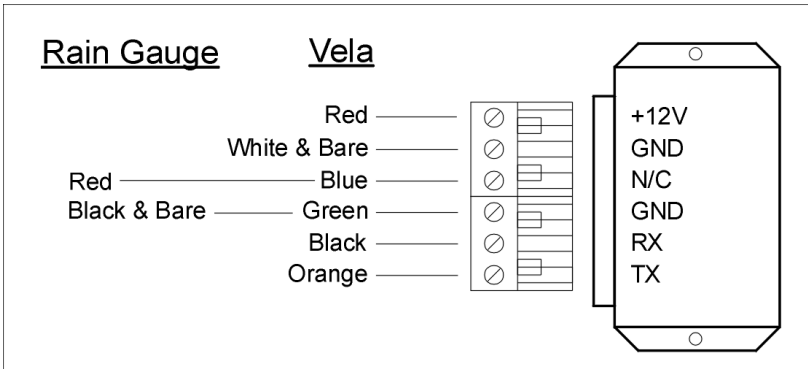 Rain Gauge Vela
Red +12V
White & Bare GND
Red Blue N/C
Black & Bare Green GND
Black RX
Orange TX